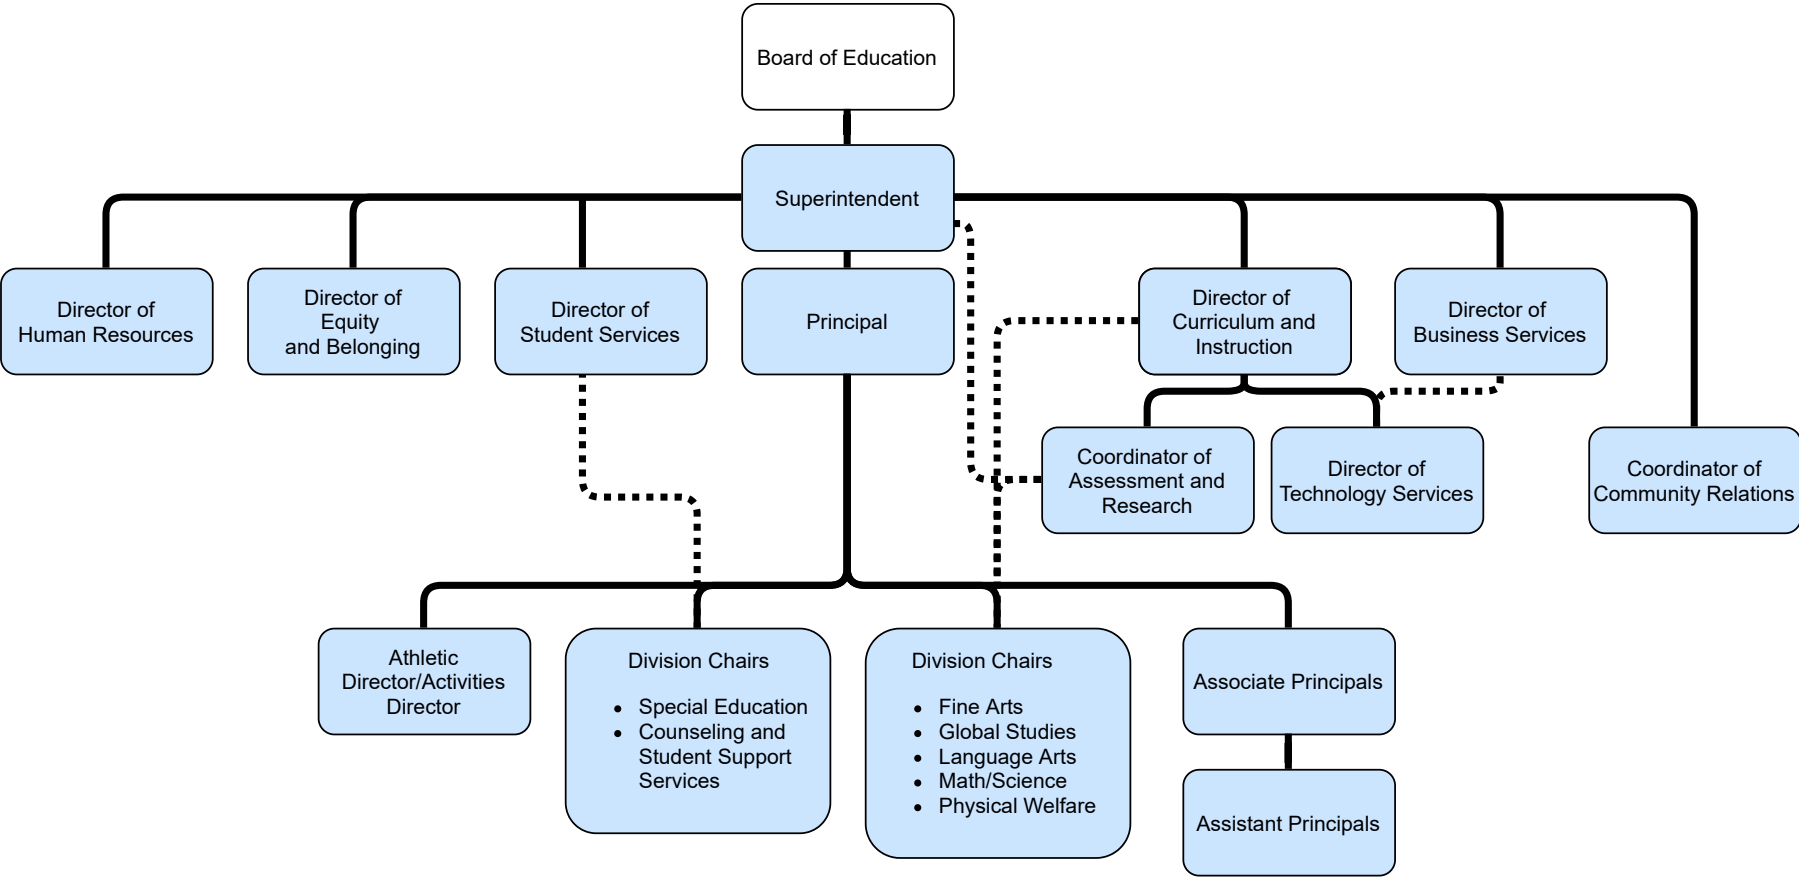 Board of Education
Superintendent
Director of
Human Resources
Director of
Equity
and Belonging
Director of
Student Services
Principal
Director of
Curriculum and
Instruction
Director of
Business Services
Coordinator of
Assessment and
Research
Director of
Technology Services
Coordinator of
Community Relations
Athletic
Director/Activities
Director
Division Chairs
• Special Education
• Counseling and
Student Support
Services
Division Chairs
• Fine Arts
• Global Studies
• Language Arts
• Math/Science
• Physical Welfare
Associate Principals
Assistant Principals